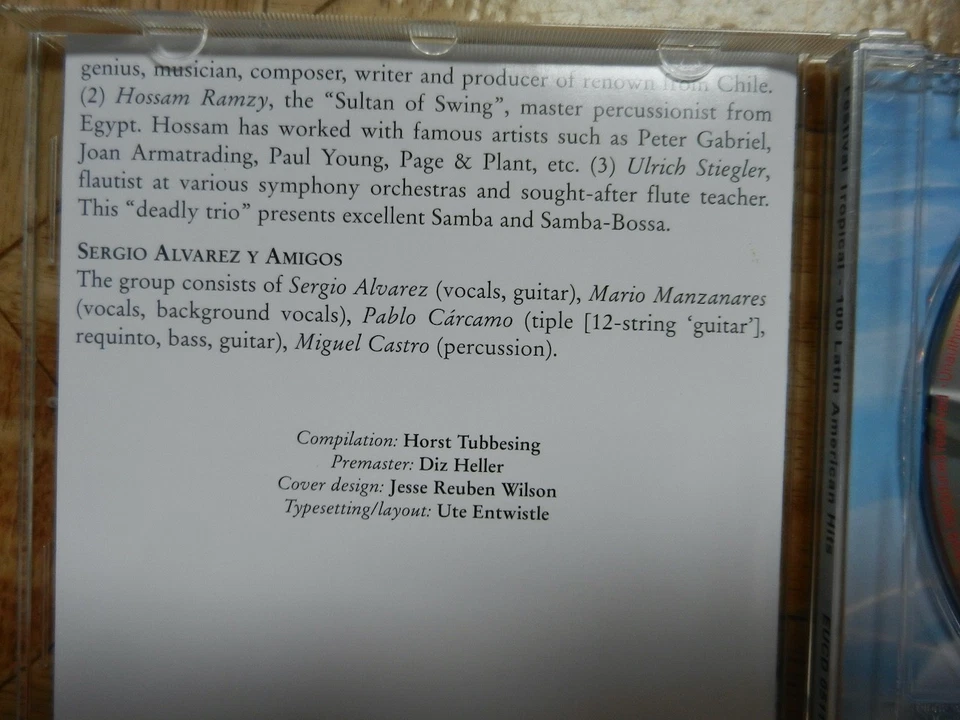 genius, musician, composer, writer and producer of renown from Chile.
(2) Hossam Ramzy, the “Sultan of Swing”, master percussionist from
Egypt. Hossam has worked with famous artists such as Peter Gabriel,
Joan Armatrading, Paul Young, Page & Plant, etc. (3) Ulrich Stiegler,
flautist at various symphony orchestras and sought-after flute teacher.
This “deadly trio” presents excellent Samba and Samba-Bossa.
SERGIO ALVAREZ Y AMIGOS
The group consists of Sergio Alvarez (vocals, guitar), Mario Manzanares
(vocals, background vocals), Pablo Cárcamo (tiple [12-string ‘guitar’],
requinto, bass, guitar), Miguel Castro (percussion).
Compilation: Horst Tubbesing
Premaster: Diz Heller
Cover design: Jesse Reuben Wilson
Typesetting/layout: Ute Entwistle
Festival Tropical - 100 Latin American Hits